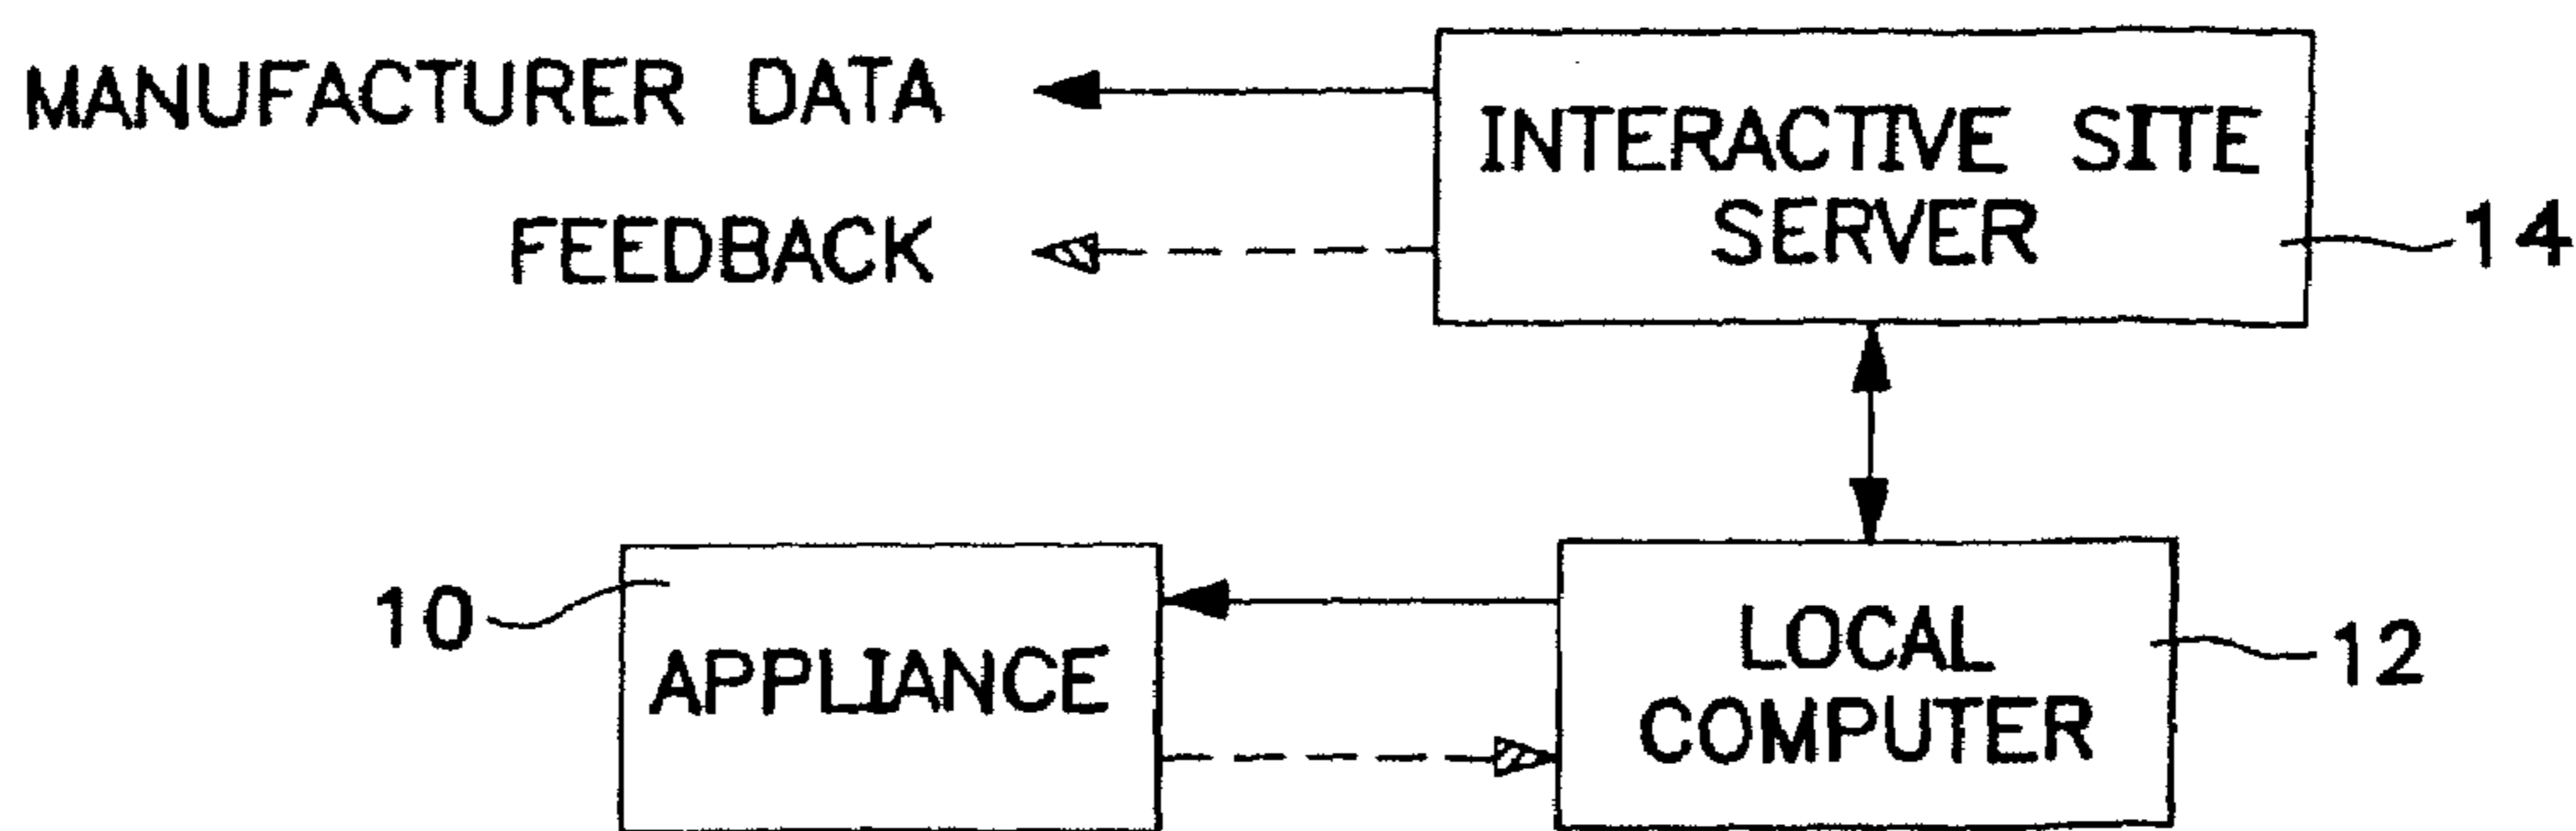 MANUFACTURER DATA
FEEDBACK
INTERACTIVE SITE
SERVER
14
10
APPLIANCE
LOCAL
COMPUTER
12